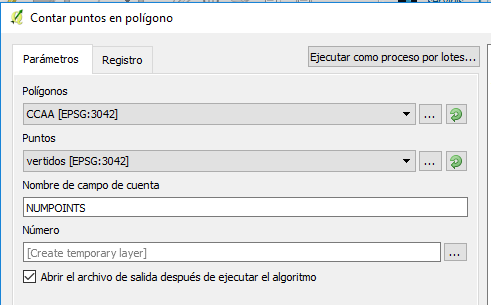 Contar puntos en polígono
Parámetros
Registro
Ejecutar como proceso por lotes...
Polígonos
CCAA [EPSG:3042]
...
Puntos
vertidos [EPSG:3042]
...
Nombre de campo de cuenta
NUMPOINTS
Número
[Create temporary layer]
...
Abrir el archivo de salida después de ejecutar el algoritmo